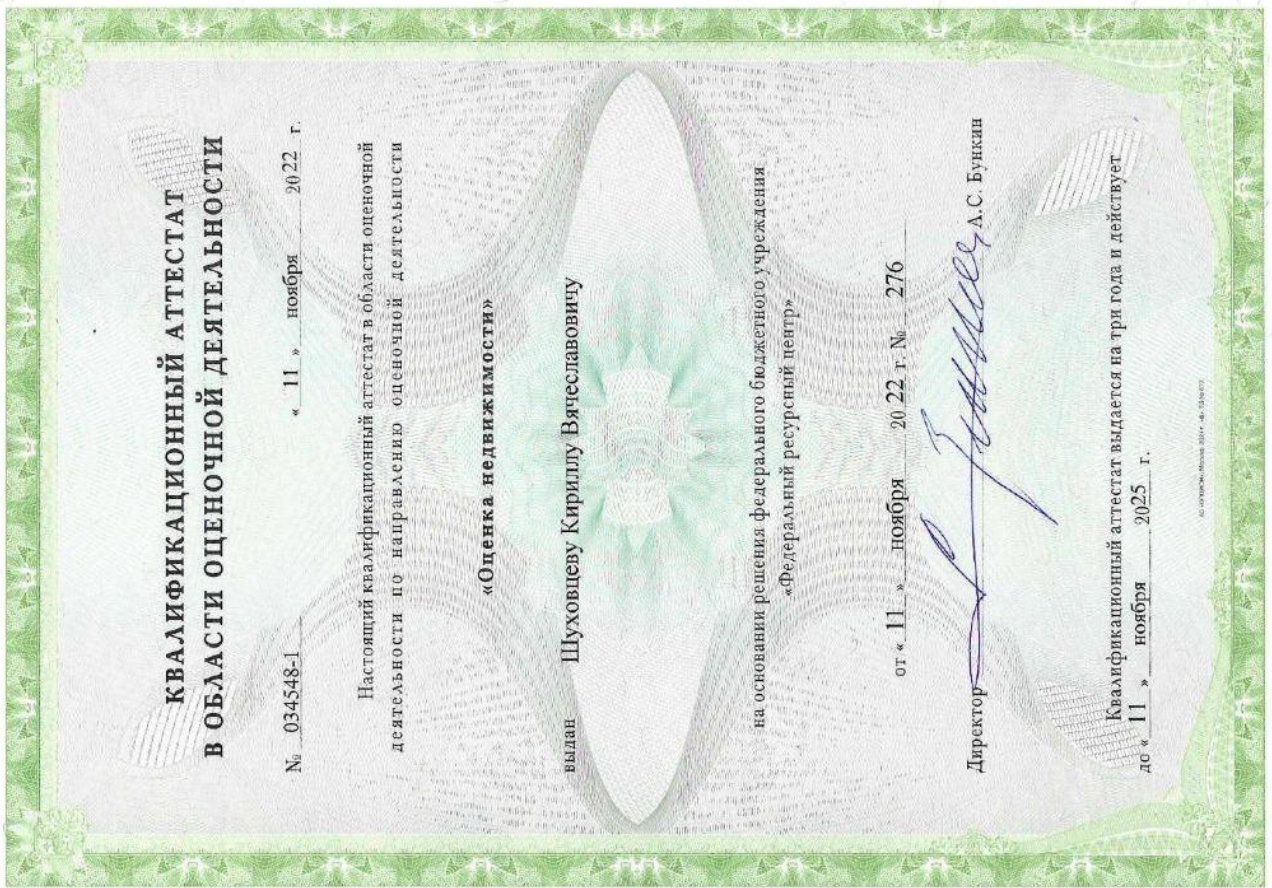 КВАЛИФИКАЦИОННЫЙ АТТЕСТАТ
В ОБЛАСТИ ОЦЕНОЧНОЙ ДЕЯТЕЛЬНОСТИ
№ 034548-1 « 11 » ноября 2022 г.
Настоящий квалификационный аттестат в области оценочной
деятельности по направлению оценочной деятельности
«Оценка недвижимости»
выдан Шуховцеву Кириллу Вячеславовичу
на основании решения федерального бюджетного учреждения
«Федеральный ресурсный центр»
от « 11 » ноября 20 22 г. № 276
Директор А.С. Бункин
Квалификационный аттестат выдается на три года и действует
до « 11 » ноября 2025 г.